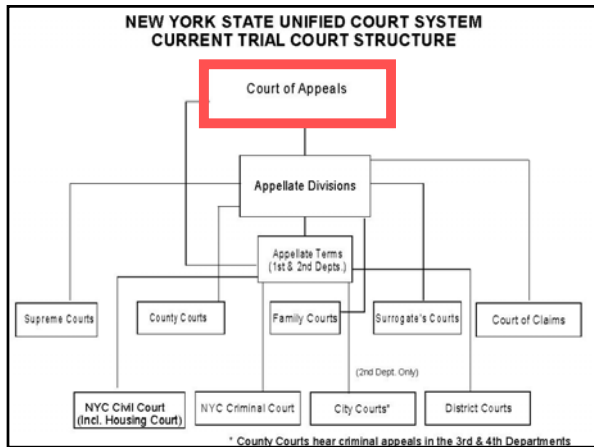 NEW YORK STATE UNIFIED COURT SYSTEM
CURRENT TRIAL COURT STRUCTURE
Court of Appeals
Appellate Divisions
Appellate Terms
(1st & 2nd Depts.)
Supreme Courts
County Courts
Family Courts
Surrogate's Courts
Court of Claims
(2nd Dept. Only)
NYC Civil Court
(Incl. Housing Court)
NYC Criminal Court
City Courts*
District Courts
* County Courts hear criminal appeals in the 3rd & 4th Departments